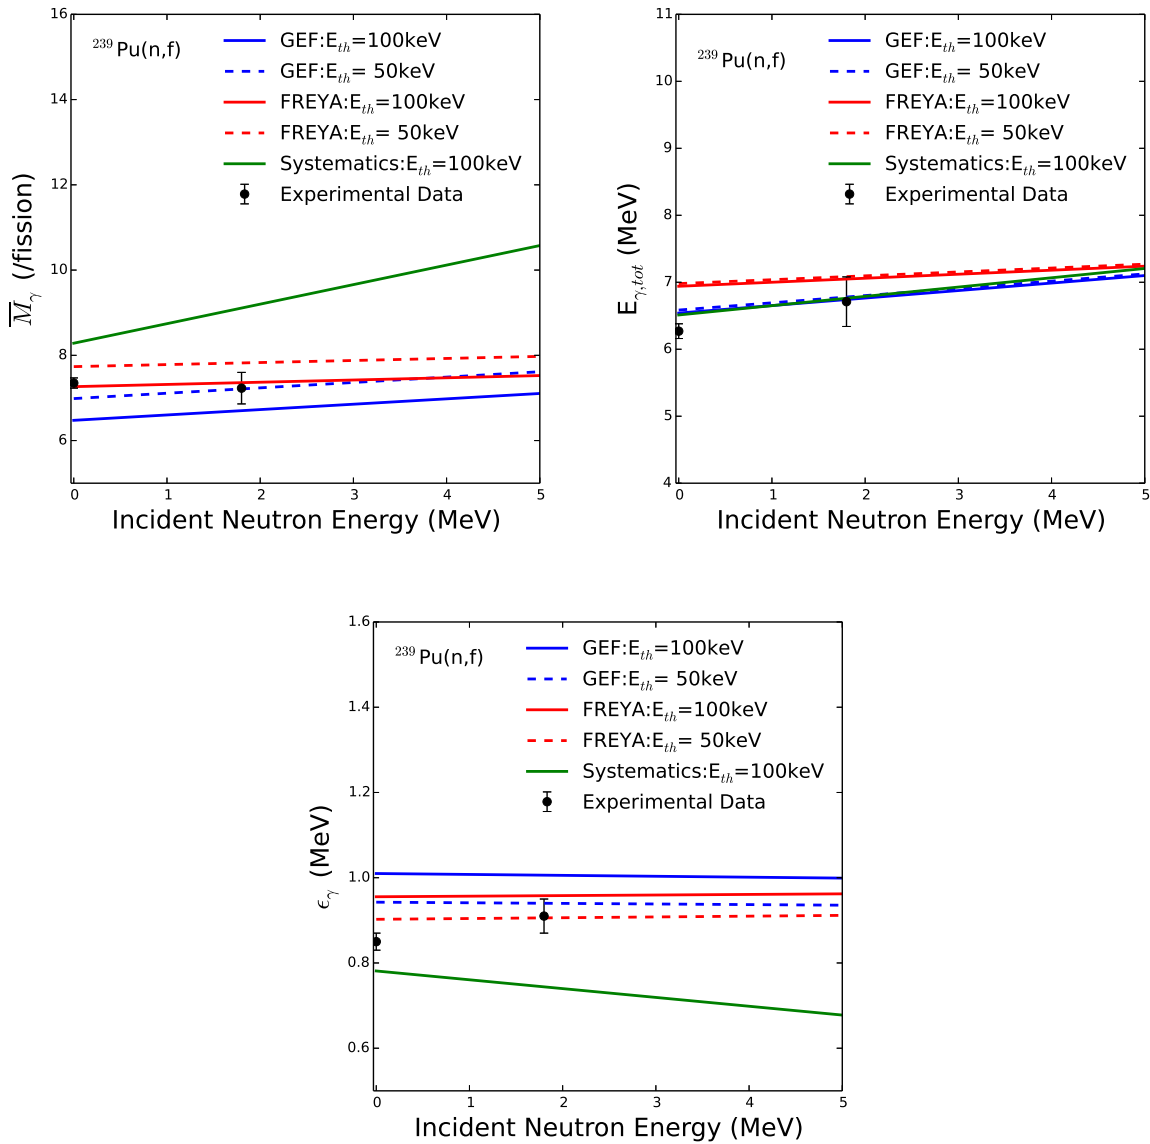 16
14
12
10
8
6
M̅_γ (/fission)
²³⁹Pu(n,f)
GEF:E_th=100keV
GEF:E_th= 50keV
FREYA:E_th=100keV
FREYA:E_th= 50keV
Systematics:E_th=100keV
Experimental Data
0 1 2 3 4 5
Incident Neutron Energy (MeV)
11
10
9
8
7
6
5
4
E_γ,tot (MeV)
²³⁹Pu(n,f)
GEF:E_th=100keV
GEF:E_th= 50keV
FREYA:E_th=100keV
FREYA:E_th= 50keV
Systematics:E_th=100keV
Experimental Data
0 1 2 3 4 5
Incident Neutron Energy (MeV)
1.6
1.4
1.2
1.0
0.8
0.6
ϵ_γ (MeV)
²³⁹Pu(n,f)
GEF:E_th=100keV
GEF:E_th= 50keV
FREYA:E_th=100keV
FREYA:E_th= 50keV
Systematics:E_th=100keV
Experimental Data
0 1 2 3 4 5
Incident Neutron Energy (MeV)